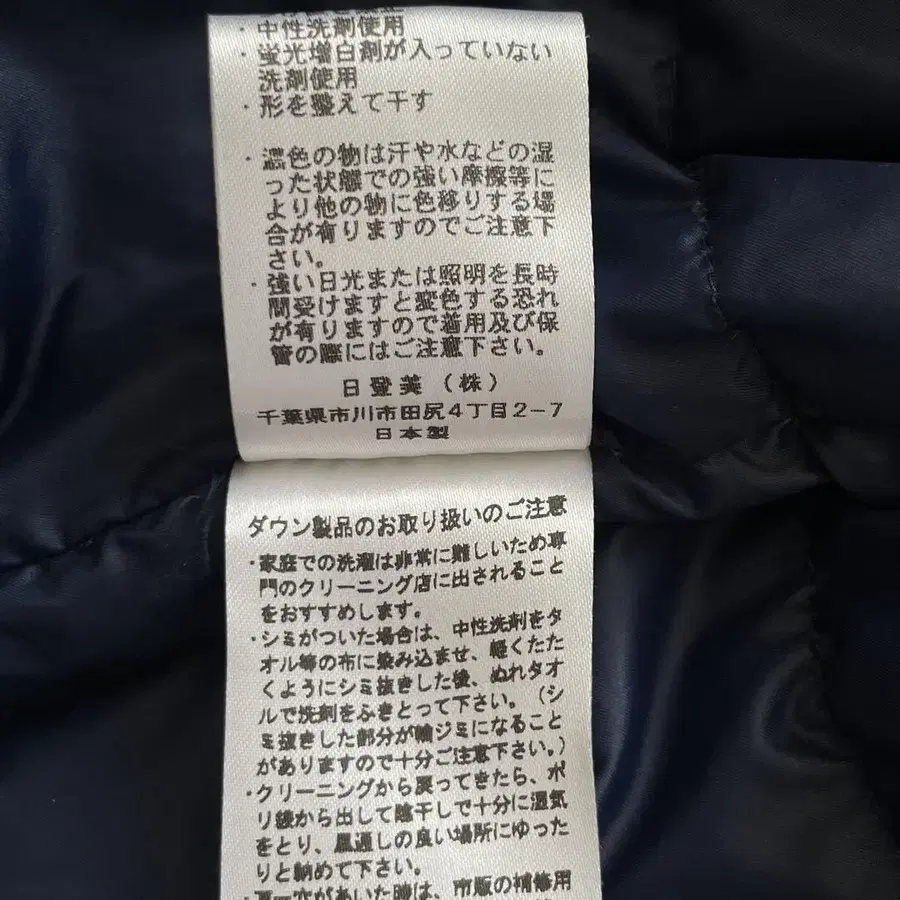 ・中性洗剤使用
・蛍光増白剤が入っていない
洗剤使用
・形を整えて干す
・濃色の物は汗や水などの湿
った状態での強い摩擦等に
より他の物に色移りする場
合が有りますのでご注意下
さい。
・強い日光または照明を長時
間受けますと変色する恐れ
が有りますので着用及び保
管の際にはご注意下さい。
日登美（株）
千葉県市川市田尻4丁目2-7
日本製
ダウン製品のお取り扱いのご注意
・家庭での洗濯は非常に難しいため専
門のクリーニング店に出されること
をおすすめします。
・シミがついた場合は、中性洗剤をタ
オル等の布に染み込ませ、軽くたた
くようにシミ抜きした後、ぬれタオ
ルで洗剤をふきとって下さい。（シ
ミ抜きした部分が輪ジミになること
がありますので十分ご注意下さい。）
・クリーニングから戻ってきたら、ポ
リ袋から出して陰干しで十分に湿気
をとり、風通しの良い場所にゆった
りと納めて下さい。
・万一穴があいた時は、市販の補修用